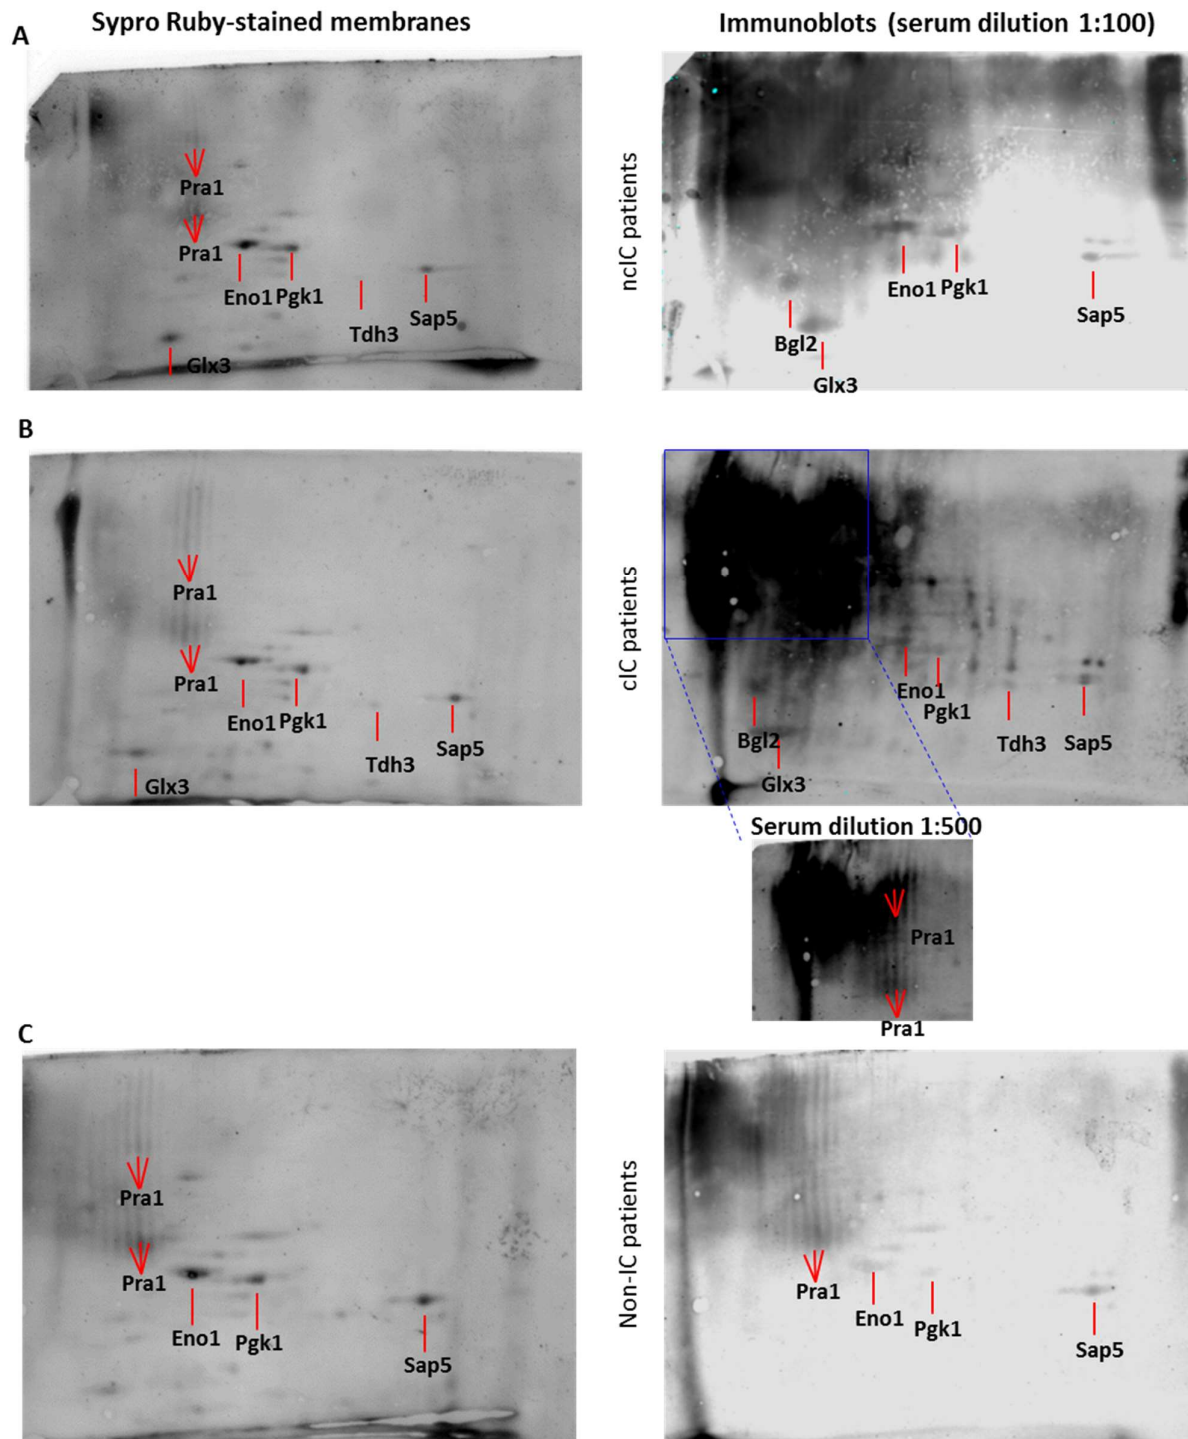 Sypro Ruby-stained membranes
Immunoblots (serum dilution 1:100)
A
Pra1
Pra1
Eno1 Pgk1
Tdh3
Sap5
Glx3
ncIC patients
Eno1 Pgk1
Sap5
Bgl2
Glx3
B
Pra1
Pra1
Eno1 Pgk1
Tdh3
Sap5
Glx3
cIC patients
Eno1
Pgk1
Bgl2
Tdh3
Sap5
Glx3
Serum dilution 1:500
Pra1
Pra1
C
Pra1
Pra1
Eno1
Pgk1
Sap5
Non-IC patients
Pra1
Eno1
Pgk1
Sap5